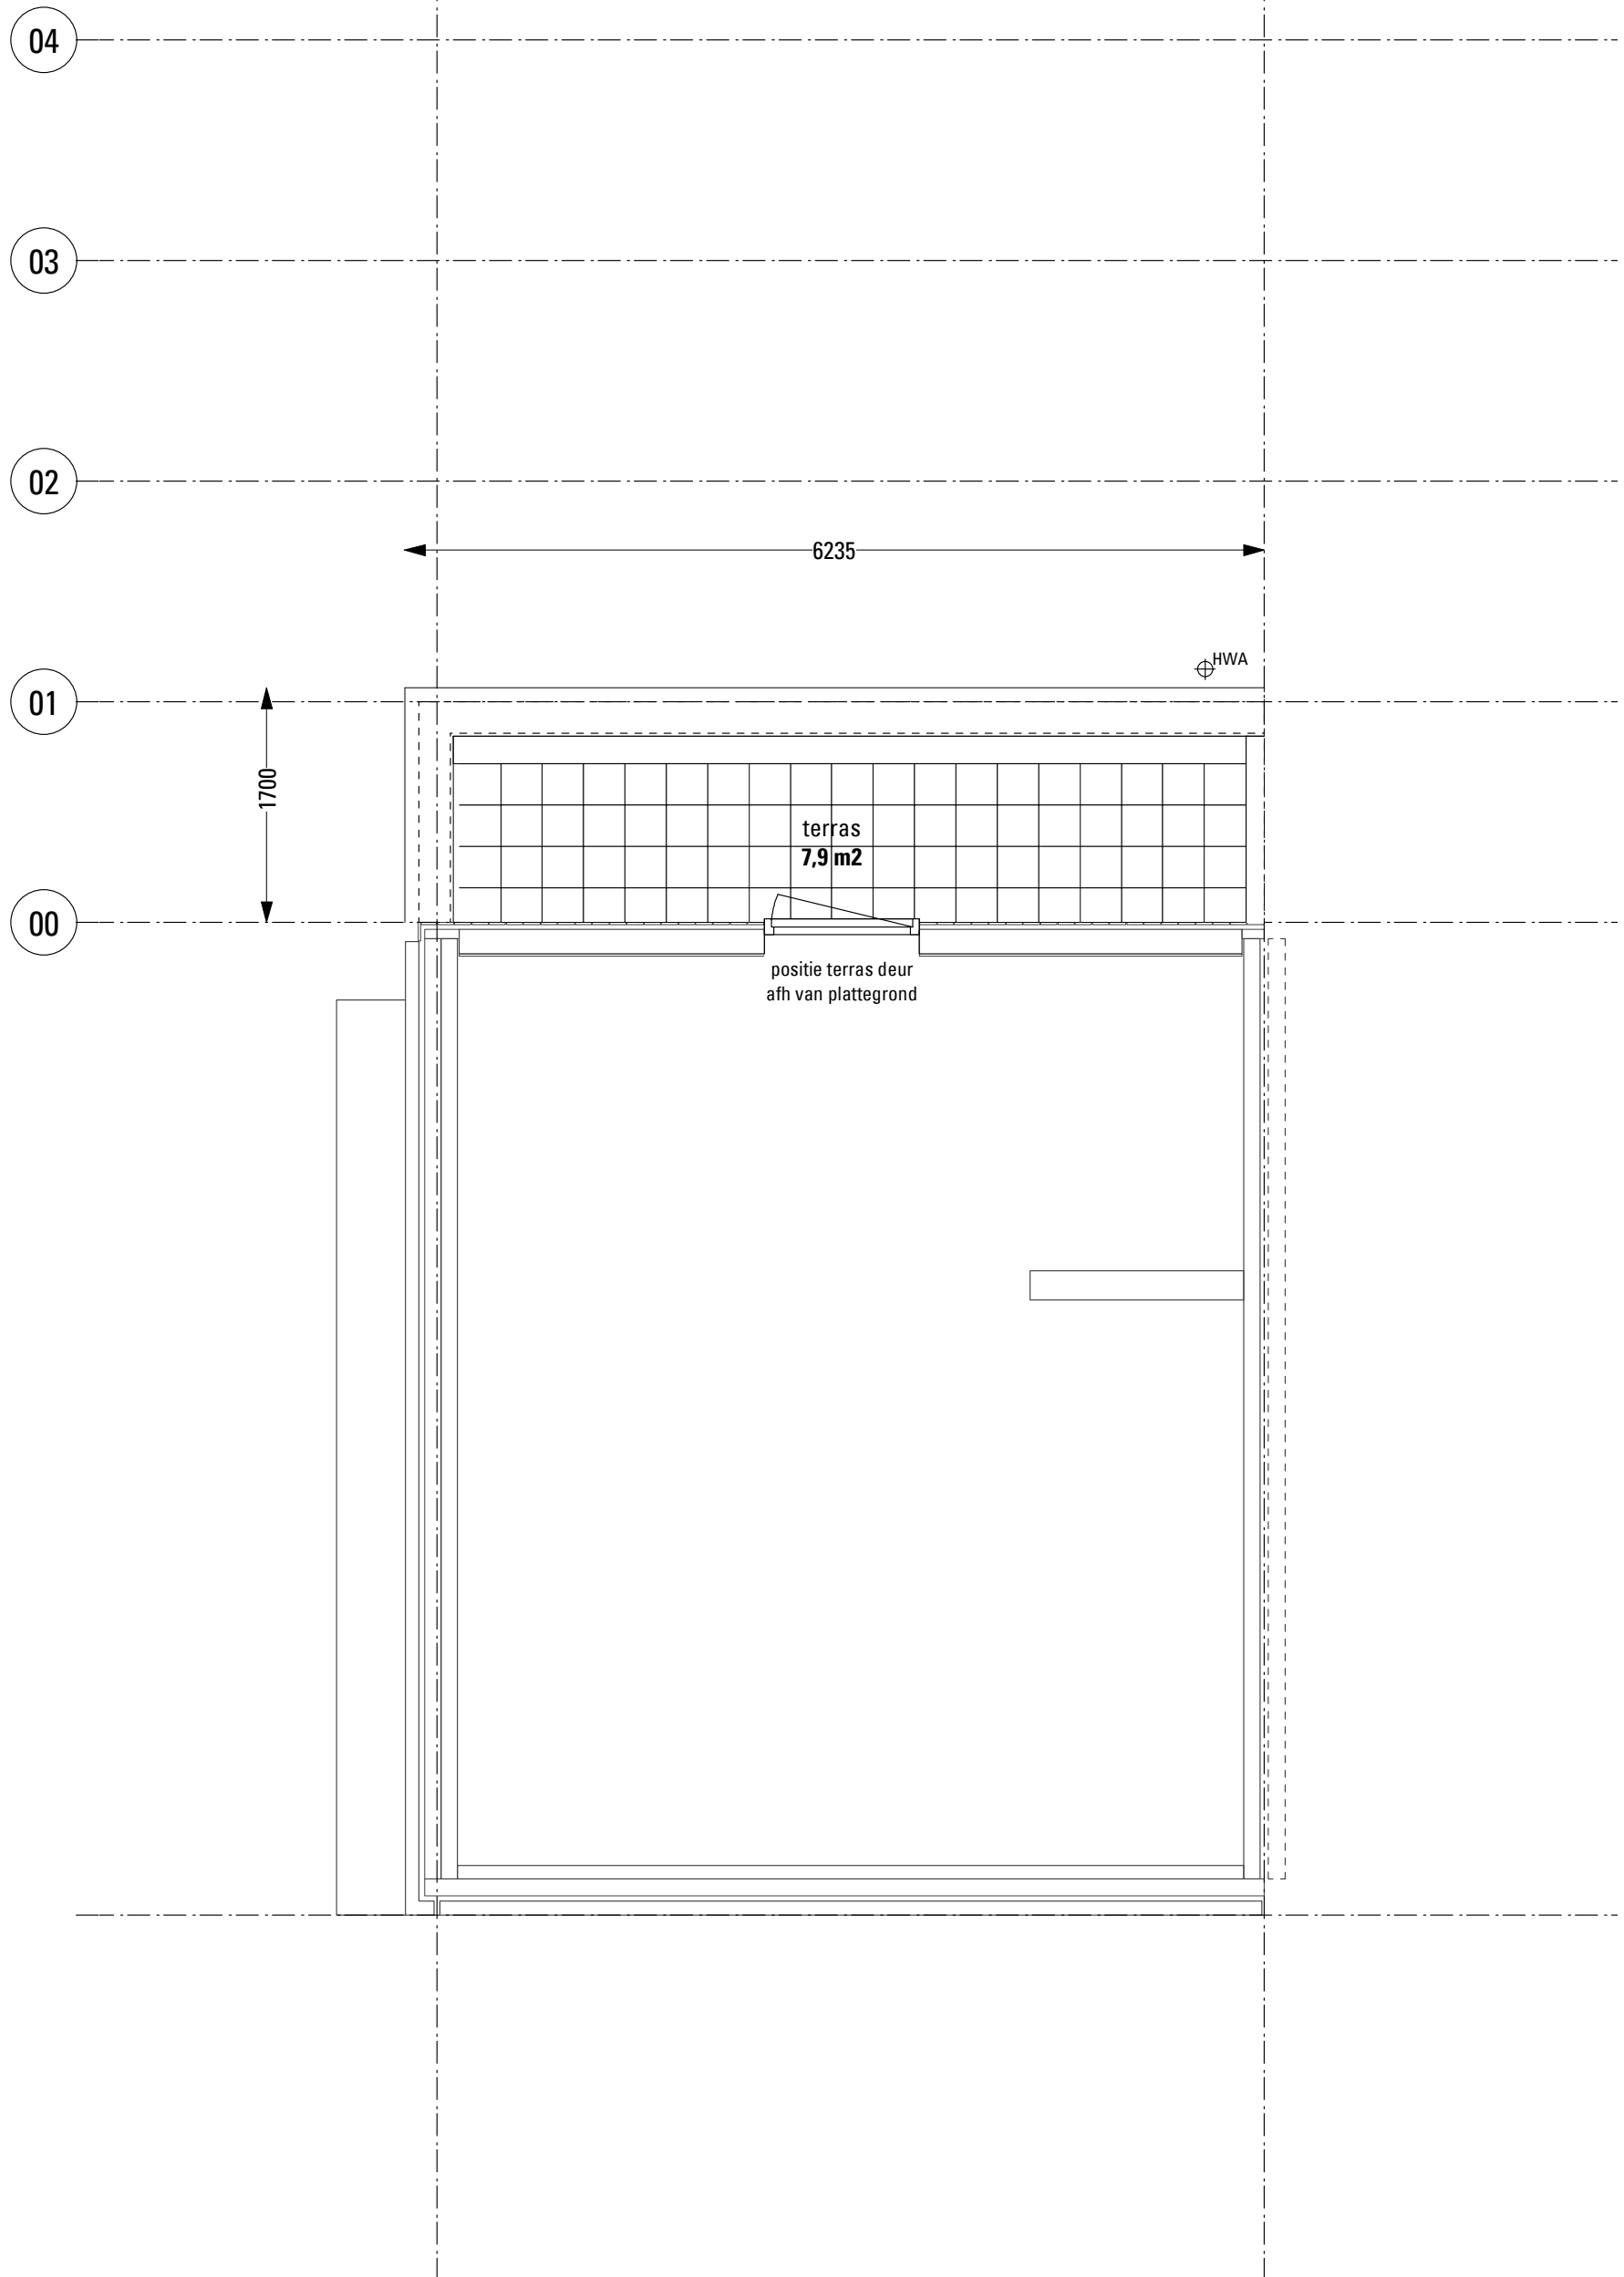 04
03
02
6235
HWA
01
1700
terras
7,9 m2
00
positie terras deur
afh van plattegrond